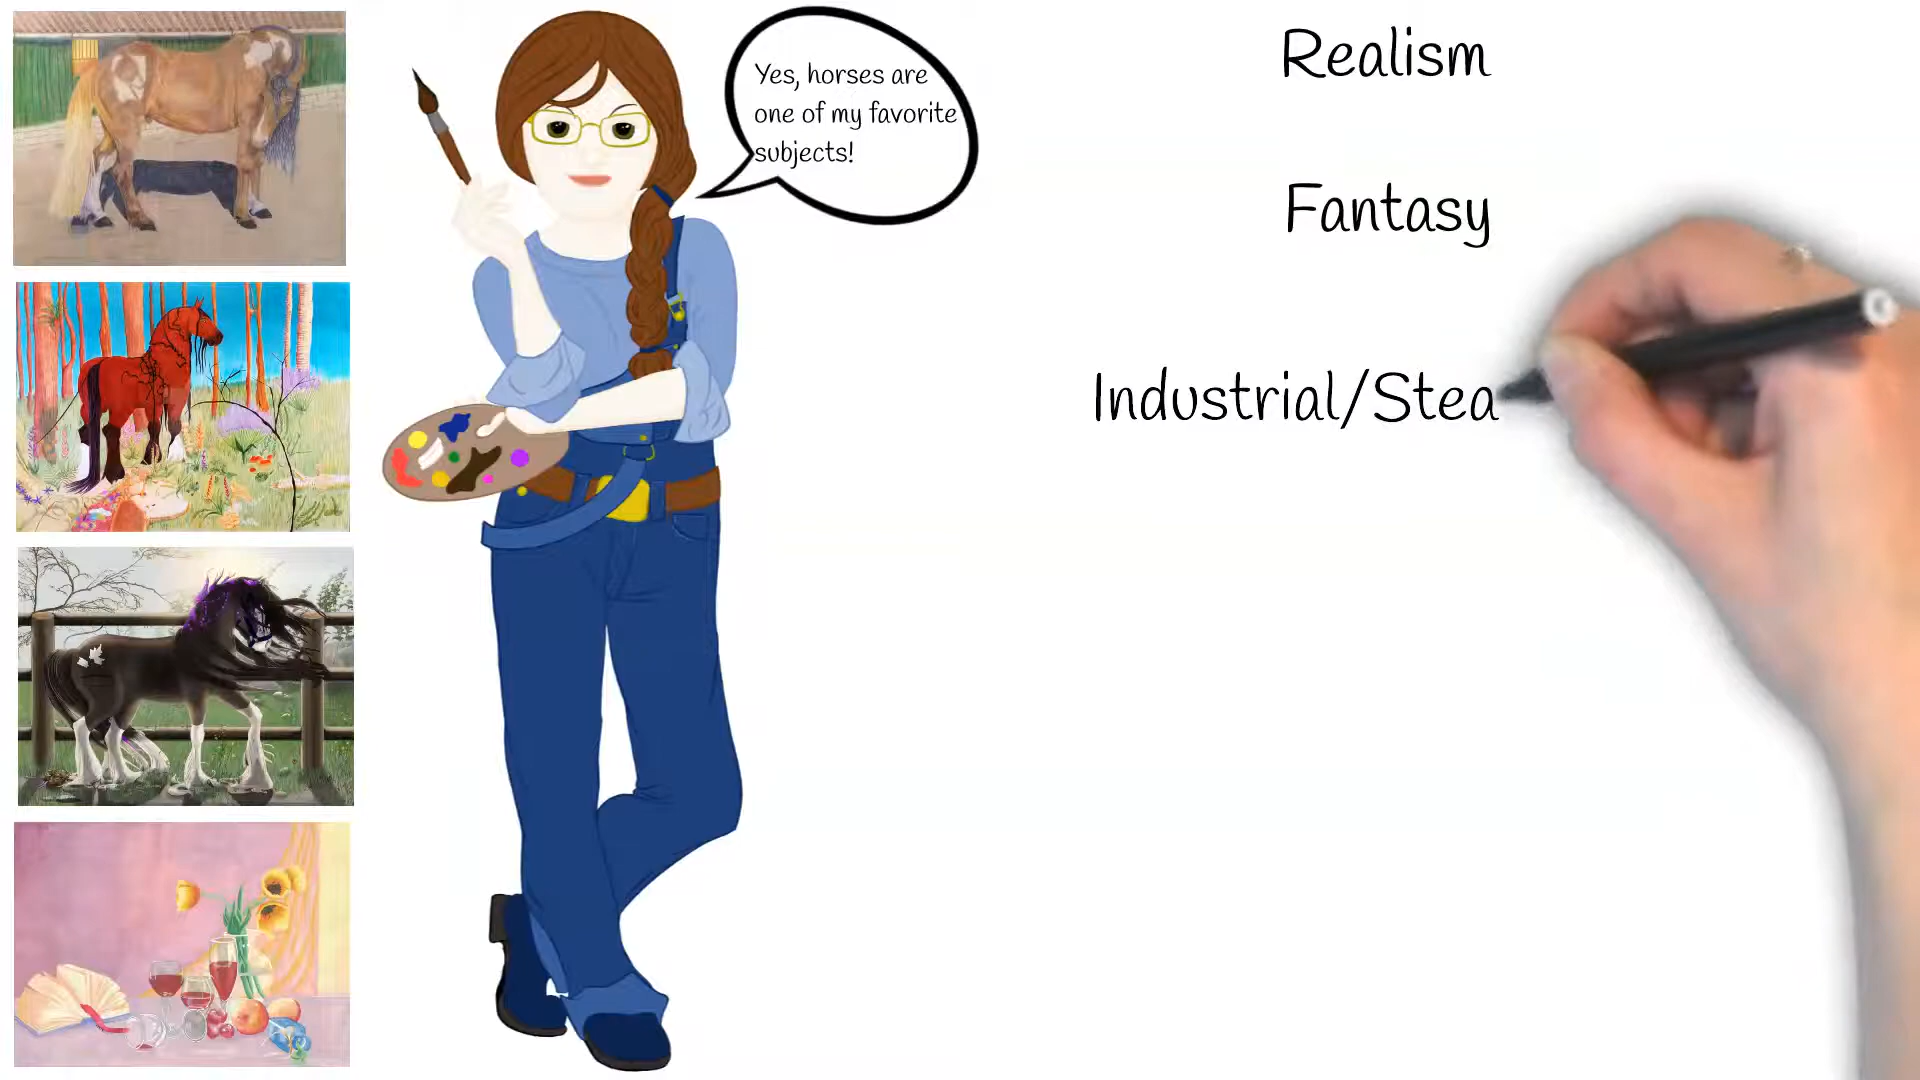 Yes, horses are
one of my favorite
subjects!
Realism
Fantasy
Industrial/Stea